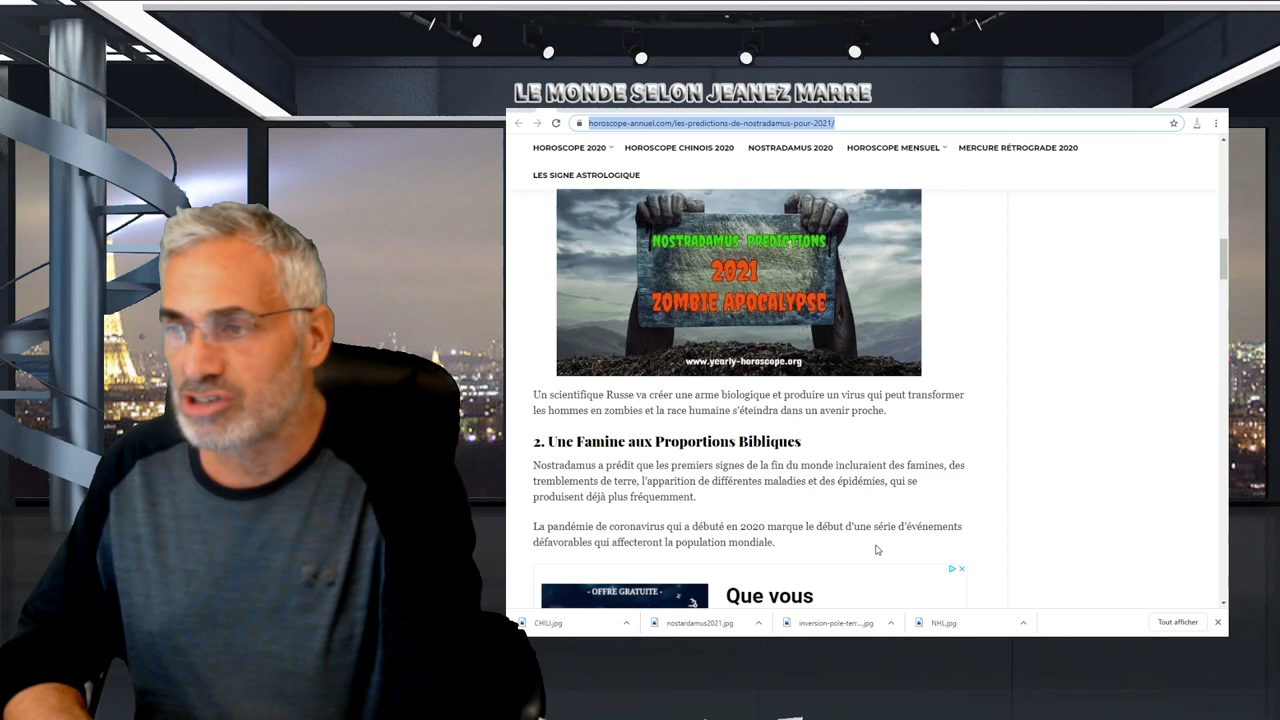 LE MONDE SELON JEANEZ MARRE
horoscope-annuel.com/les-predictions-de-nostradamus-pour-2021/
HOROSCOPE 2020 HOROSCOPE CHINOIS 2020 NOSTRADAMUS 2020 HOROSCOPE MENSUEL MERCURE RÉTROGRADE 2020
LES SIGNE ASTROLOGIQUE
NOSTRADAMUS PREDICTIONS
2021
ZOMBIE APOCALYPSE
www.yearly-horoscope.org
Un scientifique Russe va créer une arme biologique et produire un virus qui peut transformer
les hommes en zombies et la race humaine s'éteindra dans un avenir proche.
2. Une Famine aux Proportions Bibliques
Nostradamus a prédit que les premiers signes de la fin du monde incluraient des famines, des
tremblements de terre, l'apparition de différentes maladies et des épidémies, qui se
produisent déjà plus fréquemment.
La pandémie de coronavirus qui a débuté en 2020 marque le début d'une série d'événements
défavorables qui affecteront la population mondiale.
- OFFRE GRATUITE -
Que vous
CHILI.jpg nostardamus2021.jpg inversion-pole-terr....jpg NHL.jpg Tout afficher